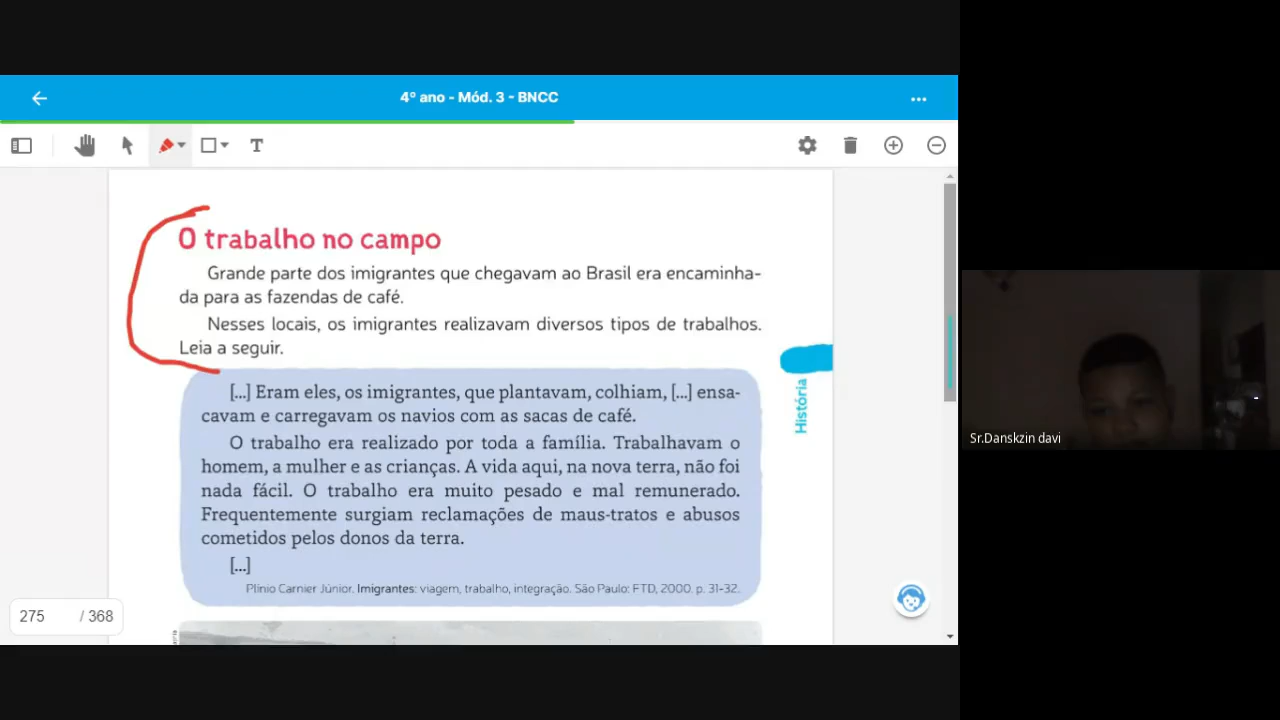 4º ano - Mód. 3 - BNCC
T
O trabalho no campo
Grande parte dos imigrantes que chegavam ao Brasil era encaminha-
da para as fazendas de café.
Nesses locais, os imigrantes realizavam diversos tipos de trabalhos.
Leia a seguir.
[...] Eram eles, os imigrantes, que plantavam, colhiam, [...] ensa-
cavam e carregavam os navios com as sacas de café.
O trabalho era realizado por toda a família. Trabalhavam o
homem, a mulher e as crianças. A vida aqui, na nova terra, não foi
nada fácil. O trabalho era muito pesado e mal remunerado.
Frequentemente surgiam reclamações de maus-tratos e abusos
cometidos pelos donos da terra.
[...]
Plínio Carnier Júnior. Imigrantes: viagem, trabalho, integração. São Paulo: FTD, 2000. p. 31-32.
História
275 / 368
Sr.Danskzin davi